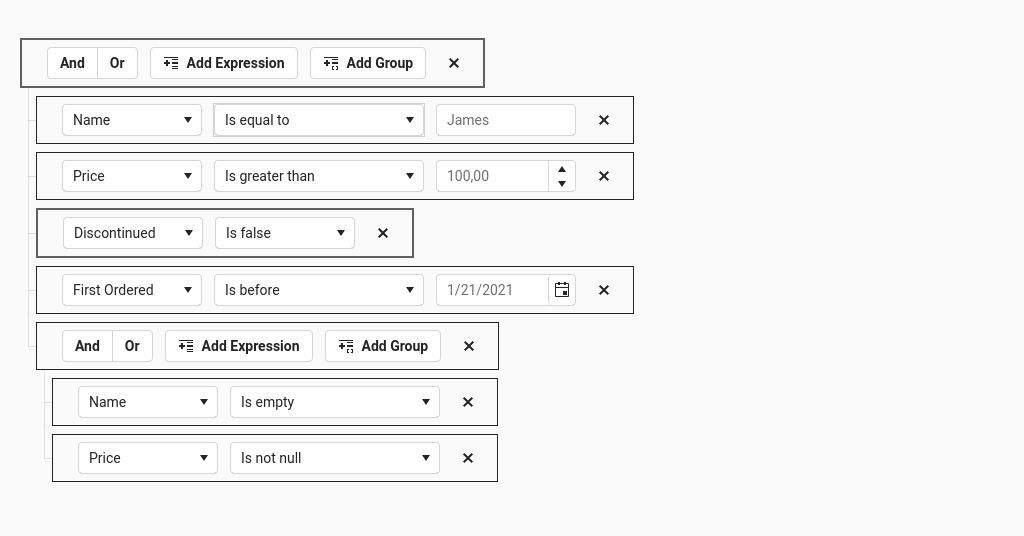 And Or Add Expression Add Group
Name Is equal to James
Price Is greater than 100,00
Discontinued Is false
First Ordered Is before 1/21/2021
And Or Add Expression Add Group
Name Is empty
Price Is not null